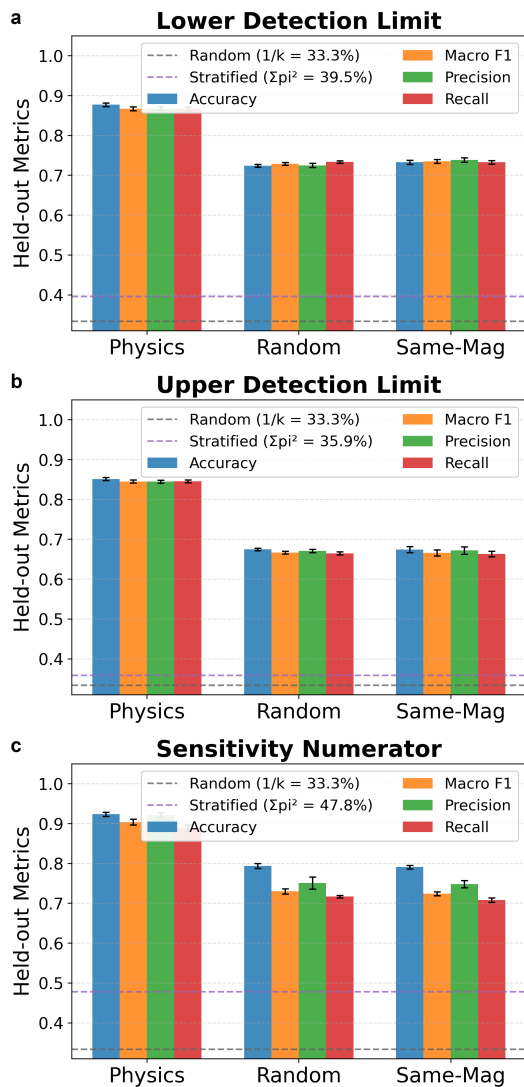 a
Lower Detection Limit
Random (1/k = 33.3%)
Stratified (Σpi² = 39.5%)
Accuracy
Macro F1
Precision
Recall
Held-out Metrics
1.0
0.9
0.8
0.7
0.6
0.5
0.4
Physics
Random
Same-Mag
b
Upper Detection Limit
Random (1/k = 33.3%)
Stratified (Σpi² = 35.9%)
Accuracy
Macro F1
Precision
Recall
Held-out Metrics
1.0
0.9
0.8
0.7
0.6
0.5
0.4
Physics
Random
Same-Mag
c
Sensitivity Numerator
Random (1/k = 33.3%)
Stratified (Σpi² = 47.8%)
Accuracy
Macro F1
Precision
Recall
Held-out Metrics
1.0
0.9
0.8
0.7
0.6
0.5
0.4
Physics
Random
Same-Mag